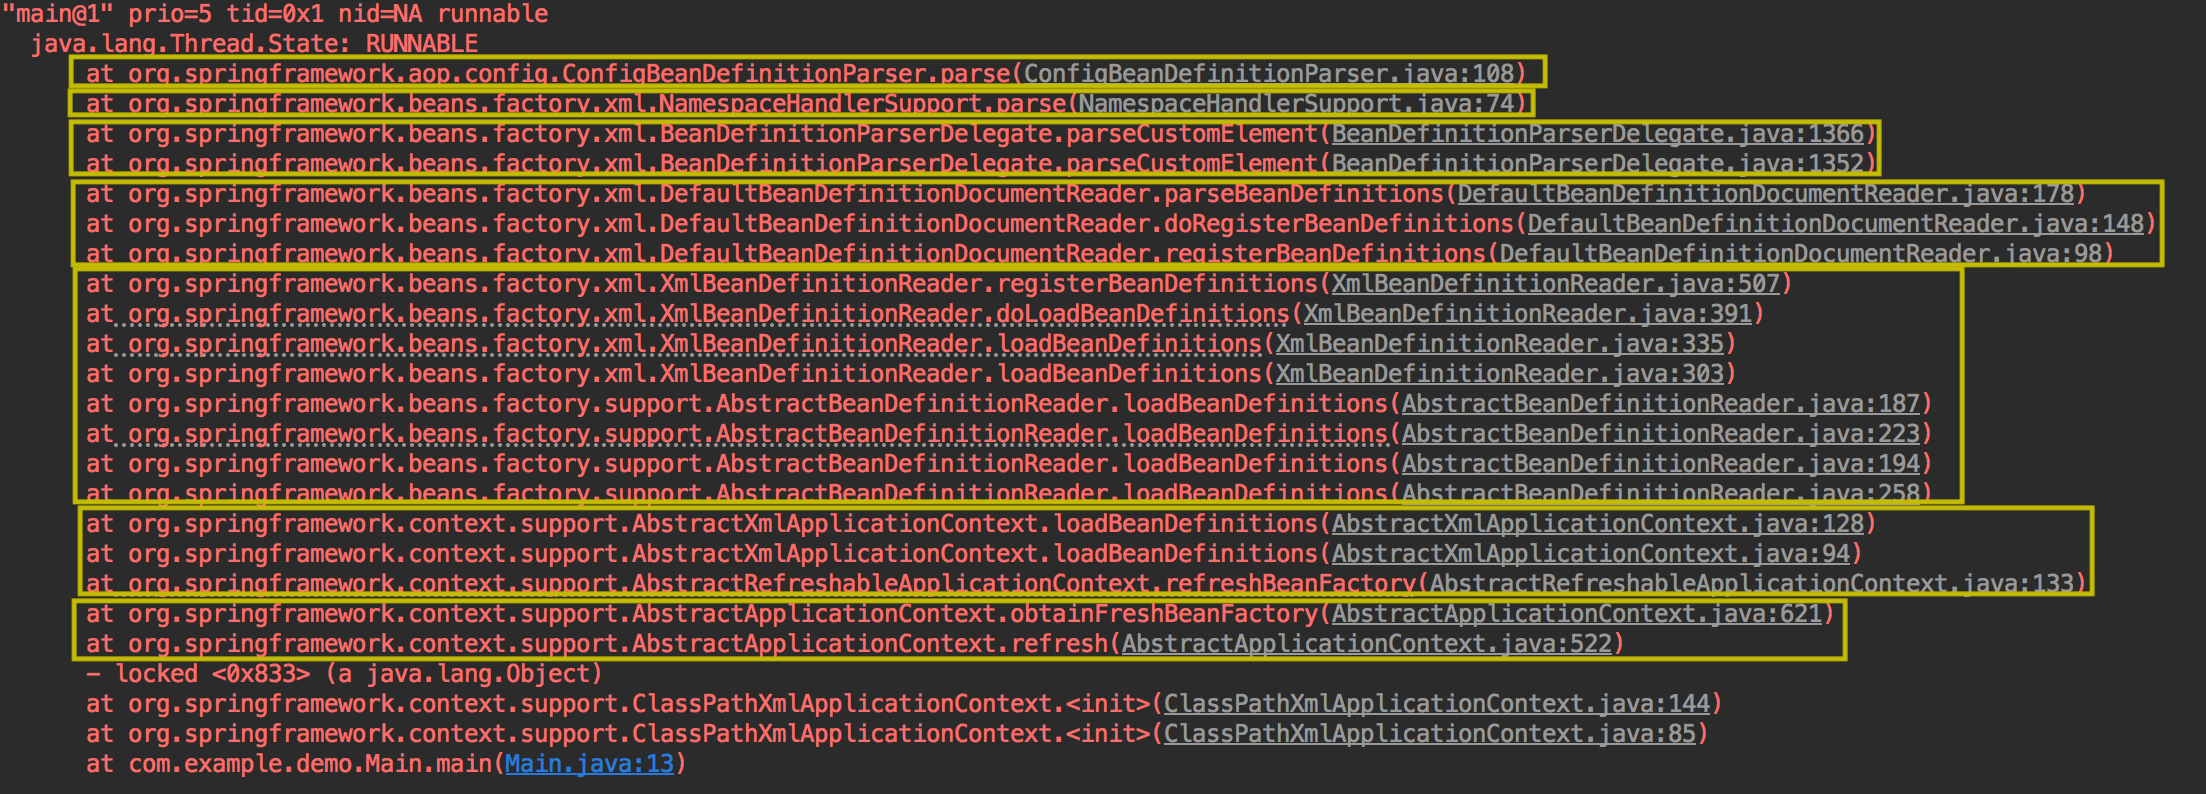 "main@1" prio=5 tid=0x1 nid=NA runnable
java.lang.Thread.State: RUNNABLE
at org.springframework.aop.config.ConfigBeanDefinitionParser.parse(ConfigBeanDefinitionParser.java:108)
at org.springframework.beans.factory.xml.NamespaceHandlerSupport.parse(NamespaceHandlerSupport.java:74)
at org.springframework.beans.factory.xml.BeanDefinitionParserDelegate.parseCustomElement(BeanDefinitionParserDelegate.java:1366)
at org.springframework.beans.factory.xml.BeanDefinitionParserDelegate.parseCustomElement(BeanDefinitionParserDelegate.java:1352)
at org.springframework.beans.factory.xml.DefaultBeanDefinitionDocumentReader.parseBeanDefinitions(DefaultBeanDefinitionDocumentReader.java:178)
at org.springframework.beans.factory.xml.DefaultBeanDefinitionDocumentReader.doRegisterBeanDefinitions(DefaultBeanDefinitionDocumentReader.java:148)
at org.springframework.beans.factory.xml.DefaultBeanDefinitionDocumentReader.registerBeanDefinitions(DefaultBeanDefinitionDocumentReader.java:98)
at org.springframework.beans.factory.xml.XmlBeanDefinitionReader.registerBeanDefinitions(XmlBeanDefinitionReader.java:507)
at org.springframework.beans.factory.xml.XmlBeanDefinitionReader.doLoadBeanDefinitions(XmlBeanDefinitionReader.java:391)
at org.springframework.beans.factory.xml.XmlBeanDefinitionReader.loadBeanDefinitions(XmlBeanDefinitionReader.java:335)
at org.springframework.beans.factory.xml.XmlBeanDefinitionReader.loadBeanDefinitions(XmlBeanDefinitionReader.java:303)
at org.springframework.beans.factory.support.AbstractBeanDefinitionReader.loadBeanDefinitions(AbstractBeanDefinitionReader.java:187)
at org.springframework.beans.factory.support.AbstractBeanDefinitionReader.loadBeanDefinitions(AbstractBeanDefinitionReader.java:223)
at org.springframework.beans.factory.support.AbstractBeanDefinitionReader.loadBeanDefinitions(AbstractBeanDefinitionReader.java:194)
at org.springframework.beans.factory.support.AbstractBeanDefinitionReader.loadBeanDefinitions(AbstractBeanDefinitionReader.java:258)
at org.springframework.context.support.AbstractXmlApplicationContext.loadBeanDefinitions(AbstractXmlApplicationContext.java:128)
at org.springframework.context.support.AbstractXmlApplicationContext.loadBeanDefinitions(AbstractXmlApplicationContext.java:94)
at org.springframework.context.support.AbstractRefreshableApplicationContext.refreshBeanFactory(AbstractRefreshableApplicationContext.java:133)
at org.springframework.context.support.AbstractApplicationContext.obtainFreshBeanFactory(AbstractApplicationContext.java:621)
at org.springframework.context.support.AbstractApplicationContext.refresh(AbstractApplicationContext.java:522)
- locked <0x833> (a java.lang.Object)
at org.springframework.context.support.ClassPathXmlApplicationContext.<init>(ClassPathXmlApplicationContext.java:144)
at org.springframework.context.support.ClassPathXmlApplicationContext.<init>(ClassPathXmlApplicationContext.java:85)
at com.example.demo.Main.main(Main.java:13)